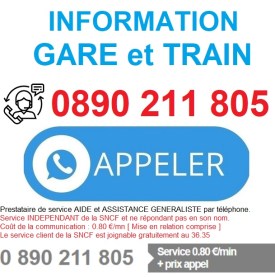 INFORMATION
GARE et TRAIN
0890 211 805
APPELER
Prestataire de service AIDE et ASSISTANCE GENERALISTE par téléphone.
Service INDEPENDANT de la SNCF et ne répondant pas en son nom.
Coût de la communication : 0.80 €/mn [ Mise en relation comprise ]
Le service client de la SNCF est joignable gratuitement au 36.35
0 890 211 805
Service 0.80 €/min
+ prix appel